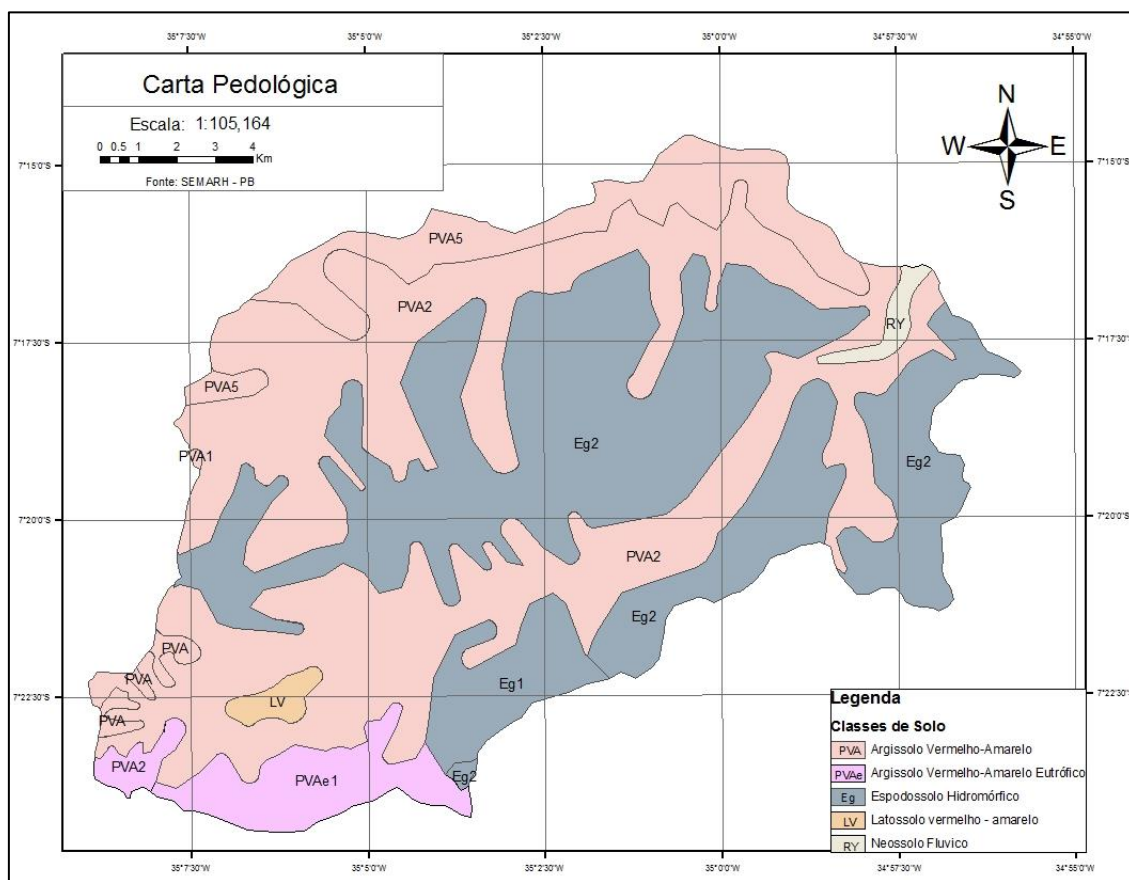 35°7'30"W 35°5'0"W 35°2'30"W 35°0'0"W 34°57'30"W 34°55'0"W
Carta Pedológica
Escala: 1:105,164
0 0.5 1 2 3 4
Km
Fonte: SEMARH - PB
N
W E
S
7°15'0"S 7°15'0"S
PVA5
PVA2
RY
7°17'30"S 7°17'30"S
PVA5
Eg2
PVA1
Eg2
7°20'0"S 7°20'0"S
PVA2
Eg2
PVA
PVA
Eg1
7°22'30"S 7°22'30"S
LV
PVA
PVA2
PVAe1
Eg2
Legenda
Classes de Solo
PVA Argissolo Vermelho-Amarelo
PVAe Argissolo Vermelho-Amarelo Eutrófico
Eg Espodossolo Hidromórfico
LV Latossolo vermelho - amarelo
RY Neossolo Fluvico
35°7'30"W 35°5'0"W 35°2'30"W 35°0'0"W 34°57'30"W 34°55'0"W